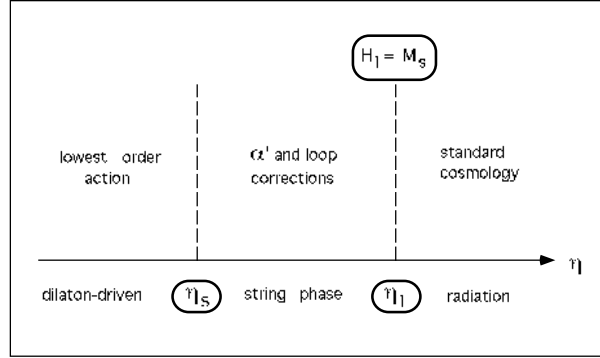 H₁ = Mₛ
lowest order
action
α' and loop
corrections
standard
cosmology
η
dilaton-driven
ηₛ
string phase
η₁
radiation